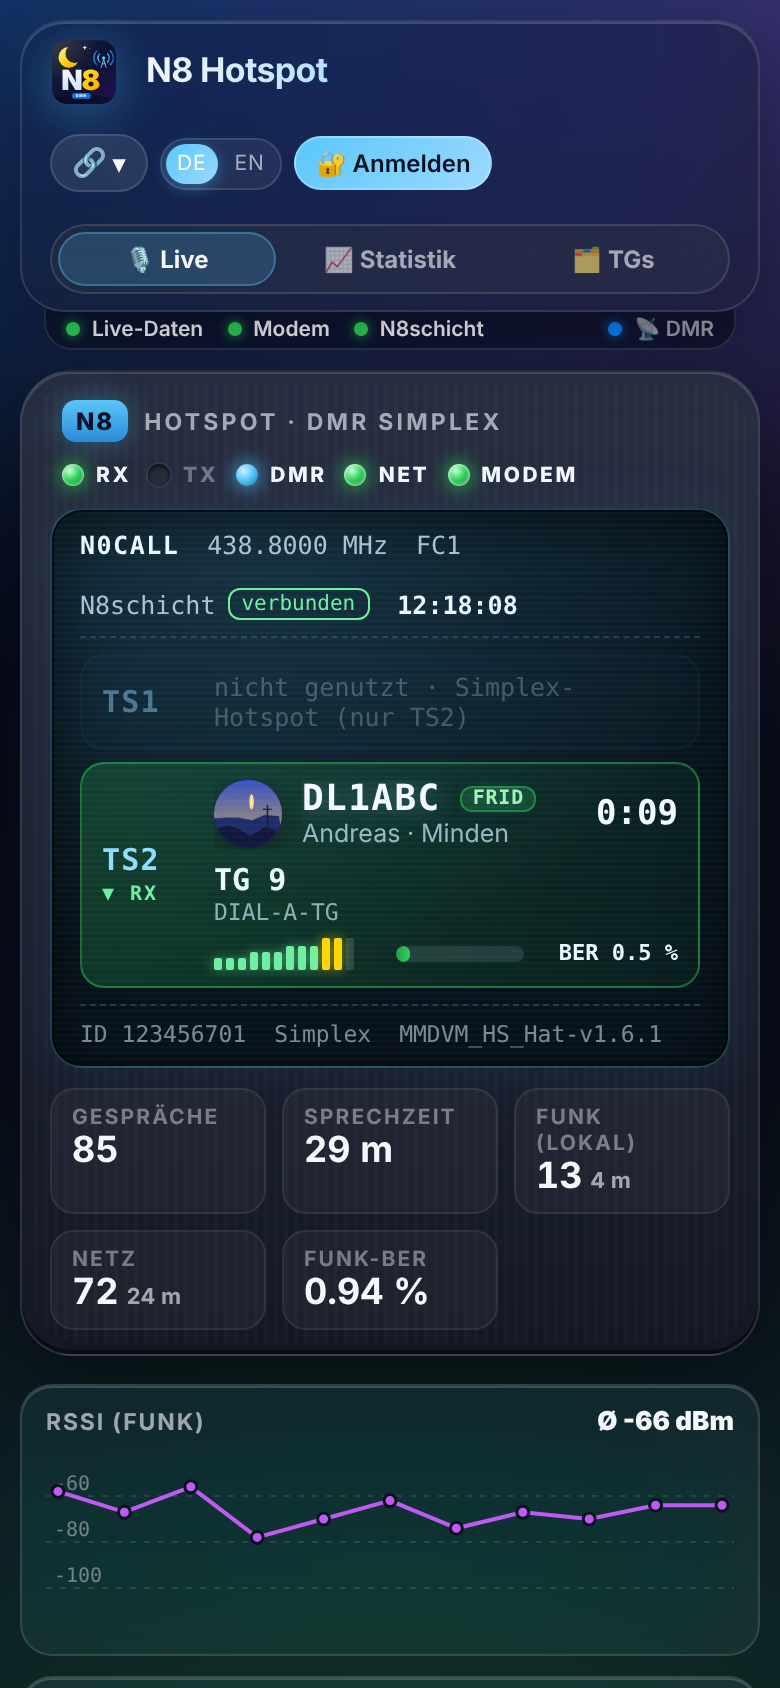 N8
N8 Hotspot
🔗 ▾
DE EN
🔐 Anmelden
🎙️ Live
📈 Statistik
🗂️ TGs
Live-Daten Modem N8schicht 📡 DMR
N8 HOTSPOT · DMR SIMPLEX
RX TX DMR NET MODEM
N0CALL 438.8000 MHz FC1
N8schicht verbunden 12:18:08
TS1
nicht genutzt · Simplex-
Hotspot (nur TS2)
TS2
▼ RX
DL1ABC FRID 0:09
Andreas · Minden
TG 9
DIAL-A-TG
BER 0.5 %
ID 123456701 Simplex MMDVM_HS_Hat-v1.6.1
GESPRÄCHE
85
SPRECHZEIT
29 m
FUNK
(LOKAL)
13 4 m
NETZ
72 24 m
FUNK-BER
0.94 %
RSSI (FUNK) Ø -66 dBm
-60
-80
-100